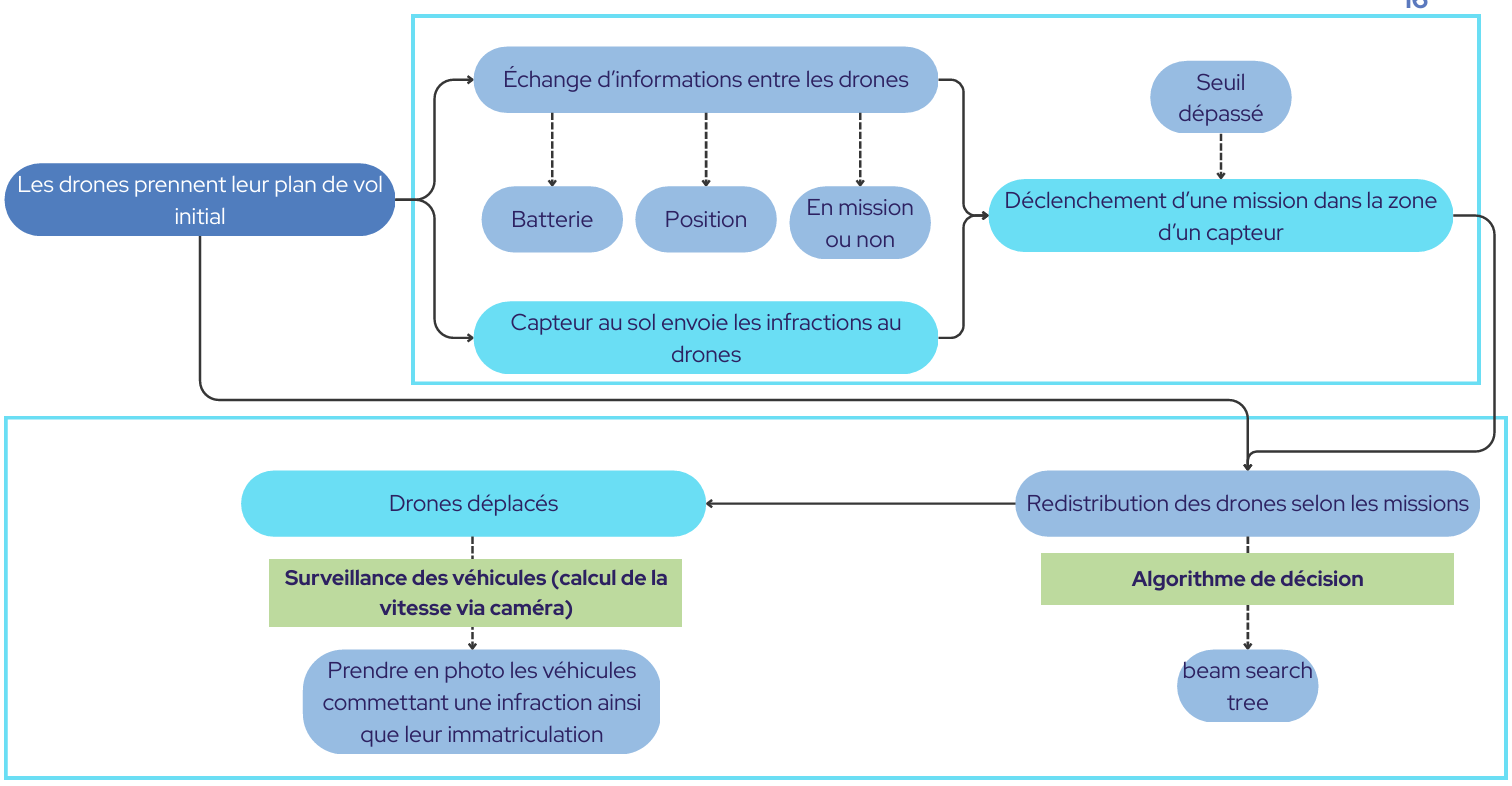 16
Échange d’informations entre les drones
Seuil
dépassé
Les drones prennent leur plan de vol
initial
Batterie
Position
En mission
ou non
Déclenchement d’une mission dans la zone
d’un capteur
Capteur au sol envoie les infractions au
drones
Drones déplacés
Redistribution des drones selon les missions
Surveillance des véhicules (calcul de la
vitesse via caméra)
Algorithme de décision
Prendre en photo les véhicules
commettant une infraction ainsi
que leur immatriculation
beam search
tree